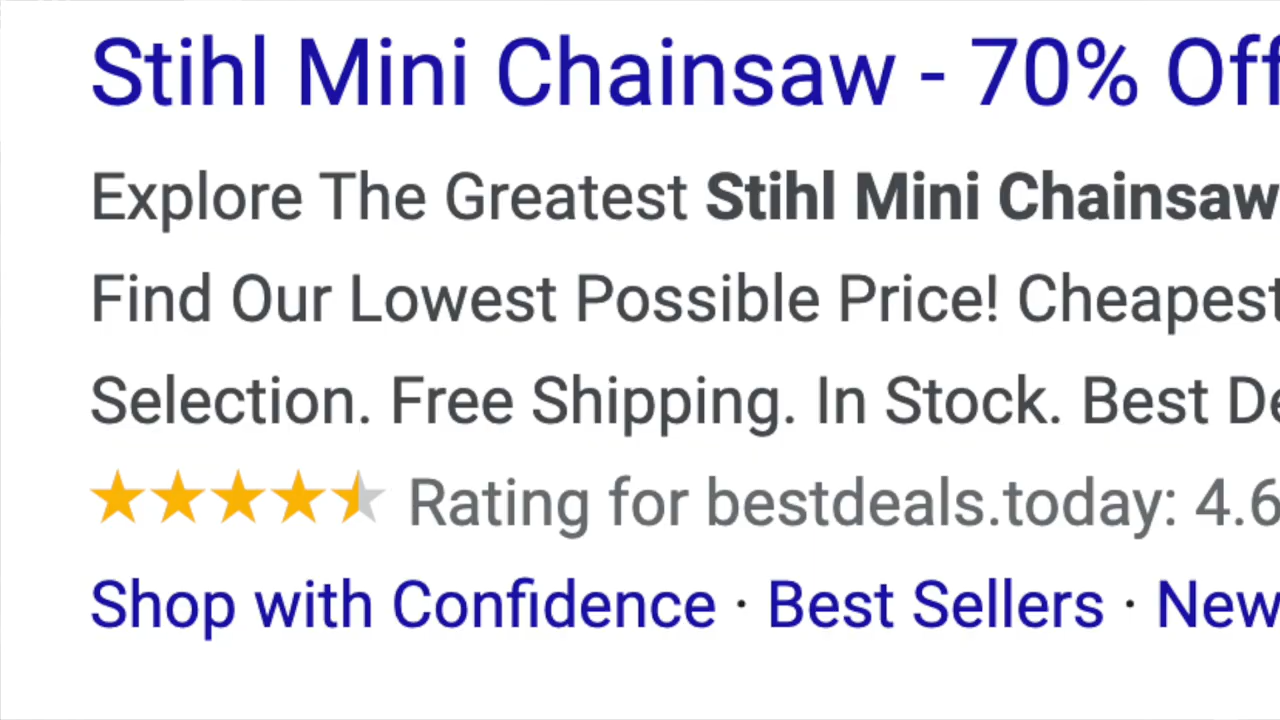 Stihl Mini Chainsaw - 70% Off
Explore The Greatest Stihl Mini Chainsaw
Find Our Lowest Possible Price! Cheapest
Selection. Free Shipping. In Stock. Best De
Rating for bestdeals.today: 4.6
Shop with Confidence · Best Sellers · New